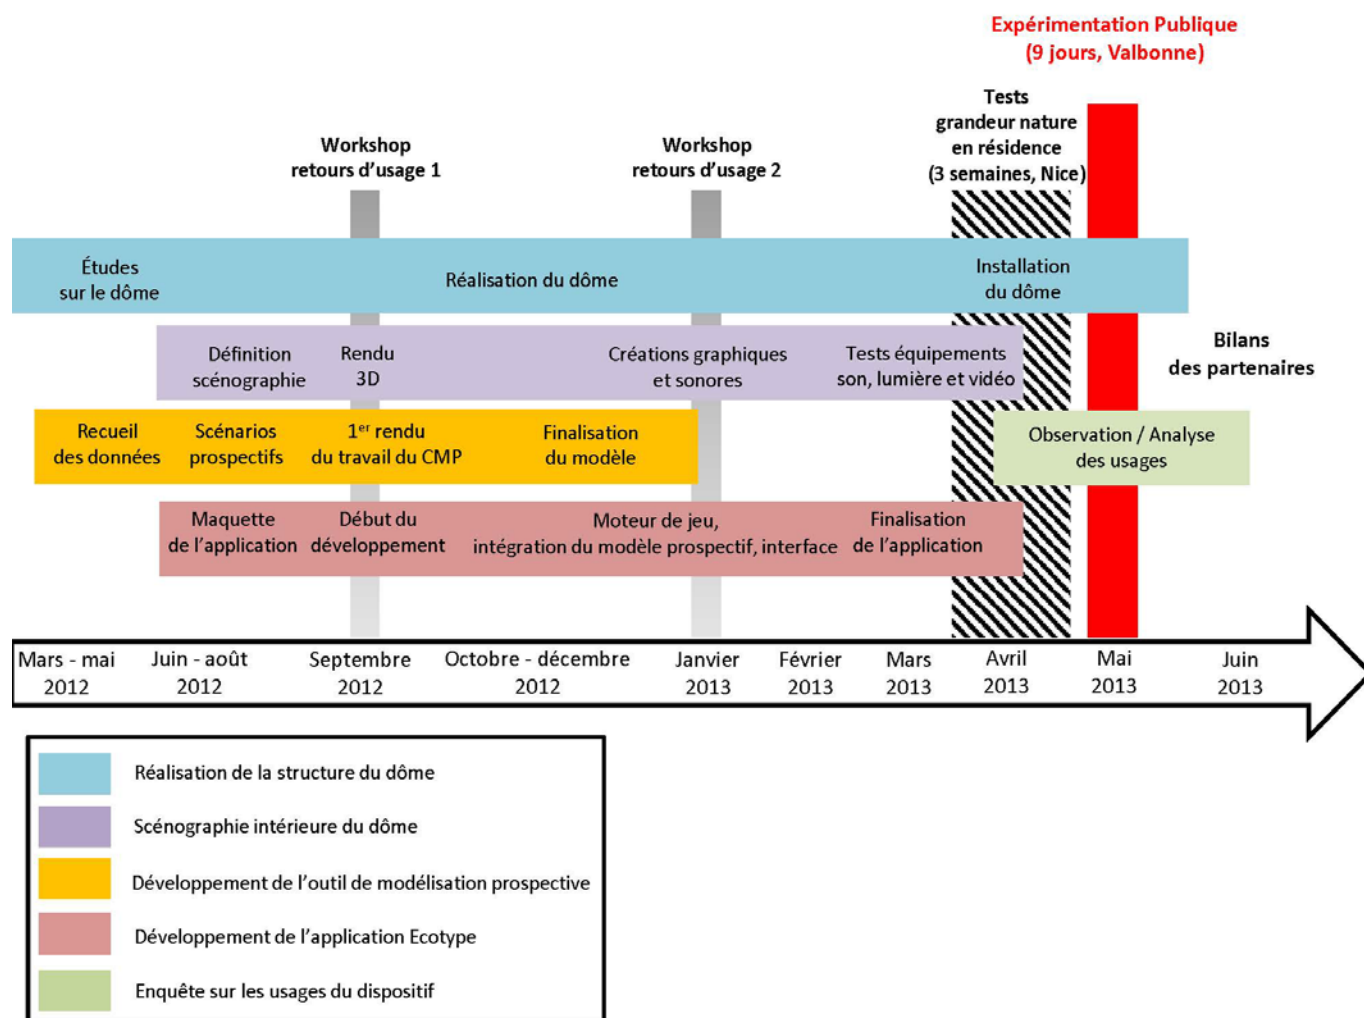 Expérimentation Publique
(9 jours, Valbonne)
Tests
grandeur nature
en résidence
(3 semaines, Nice)
Workshop
retours d’usage 1
Workshop
retours d’usage 2
Études
sur le dôme
Réalisation du dôme
Installation
du dôme
Définition
scénographie
Rendu
3D
Créations graphiques
et sonores
Tests équipements
son, lumière et vidéo
Bilans
des partenaires
Recueil
des données
Scénarios
prospectifs
1er rendu
du travail du CMP
Finalisation
du modèle
Observation / Analyse
des usages
Maquette
de l’application
Début du
développement
Moteur de jeu,
intégration du modèle prospectif, interface
Finalisation
de l’application
Mars - mai
2012
Juin - août
2012
Septembre
2012
Octobre - décembre
2012
Janvier
2013
Février
2013
Mars
2013
Avril
2013
Mai
2013
Juin
2013
Réalisation de la structure du dôme
Scénographie intérieure du dôme
Développement de l’outil de modélisation prospective
Développement de l’application Ecotype
Enquête sur les usages du dispositif